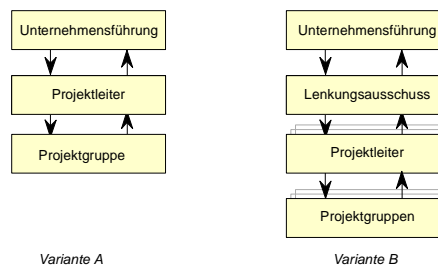 Unternehmensführung
Projektleiter
Projektgruppe
Variante A
Unternehmensführung
Lenkungsausschuss
Projektleiter
Projektgruppen
Variante B